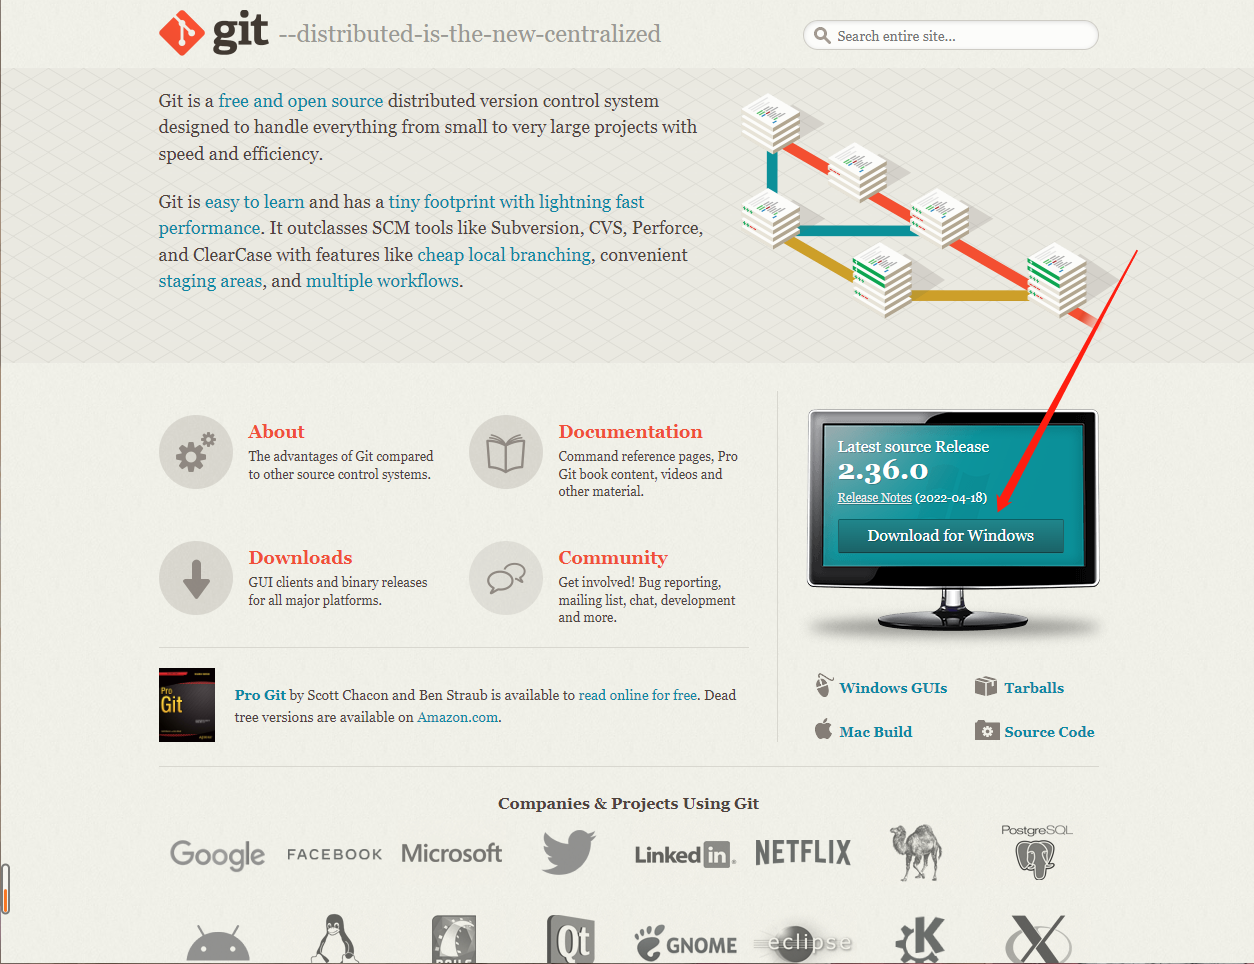 git --distributed-is-the-new-centralized
Search entire site...
Git is a free and open source distributed version control system
designed to handle everything from small to very large projects with
speed and efficiency.
Git is easy to learn and has a tiny footprint with lightning fast
performance. It outclasses SCM tools like Subversion, CVS, Perforce,
and ClearCase with features like cheap local branching, convenient
staging areas, and multiple workflows.
About
The advantages of Git compared
to other source control systems.
Documentation
Command reference pages, Pro
Git book content, videos and
other material.
Downloads
GUI clients and binary releases
for all major platforms.
Community
Get involved! Bug reporting,
mailing list, chat, development
and more.
Latest source Release
2.36.0
Release Notes (2022-04-18)
Download for Windows
Windows GUIs
Tarballs
Mac Build
Source Code
Pro
Git
Pro Git by Scott Chacon and Ben Straub is available to read online for free. Dead
tree versions are available on Amazon.com.
Companies & Projects Using Git
Google
FACEBOOK
Microsoft
Linked in
NETFLIX
PostgreSQL
RAILS
Qt
GNOME
eclipse
K
X